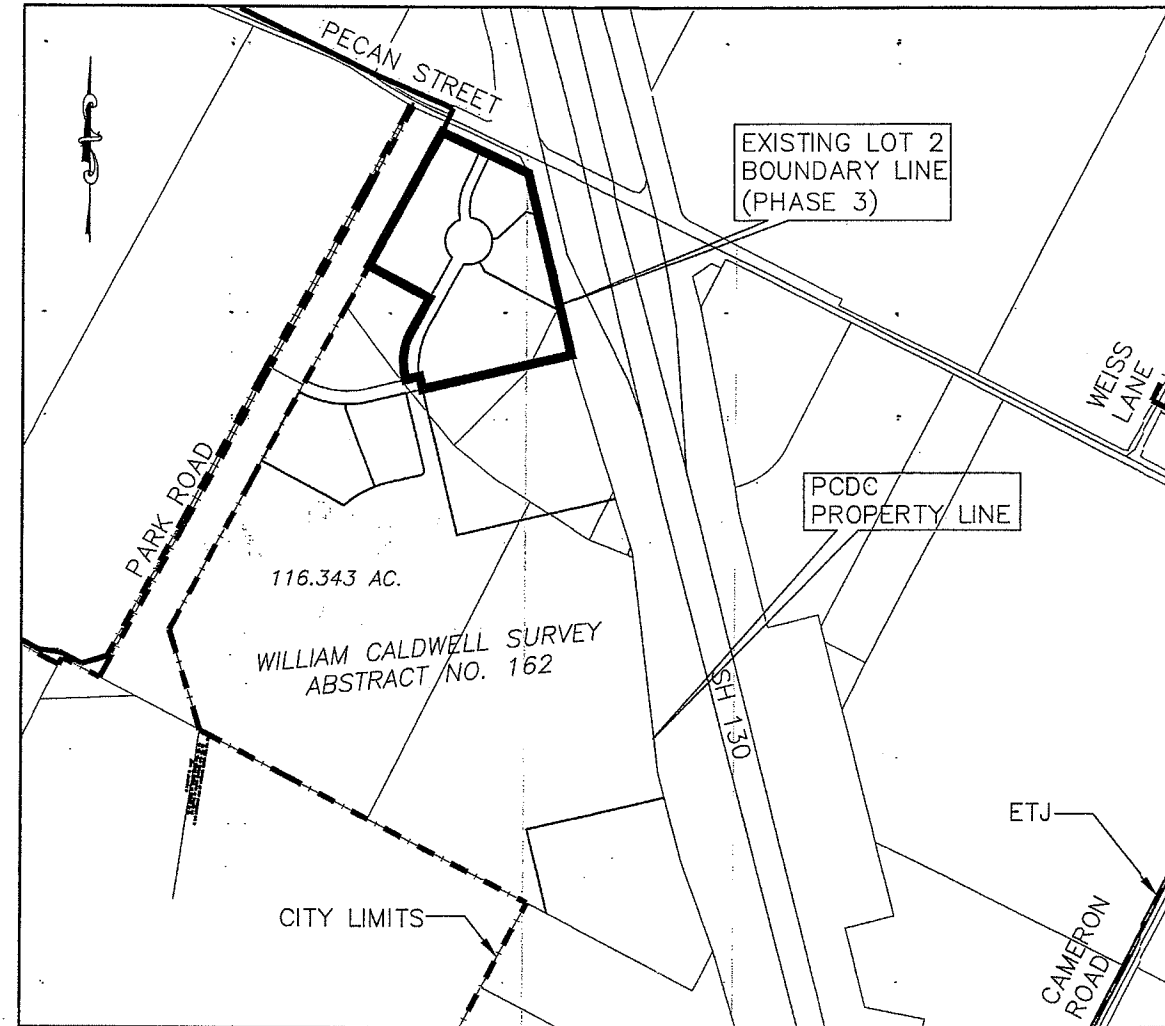 PECAN STREET
EXISTING LOT 2
BOUNDARY LINE
(PHASE 3)
WEISS
LANE
PARK ROAD
PCDC
PROPERTY LINE
116.343 AC.
WILLIAM CALDWELL SURVEY
ABSTRACT NO. 162
SH 130
ETJ
CITY LIMITS
CAMERON
ROAD